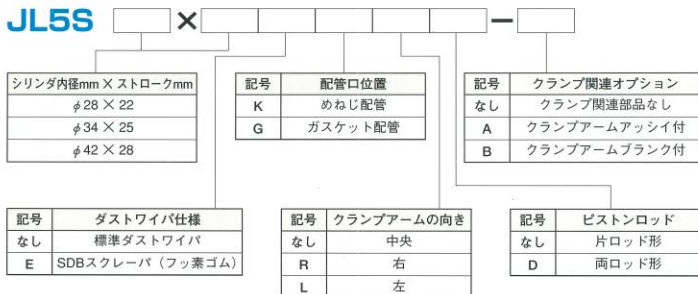 JL5S × −
シリンダ内径mm × ストロークmm
φ28 × 22
φ34 × 25
φ42 × 28
記号 配管口位置
K めねじ配管
G ガスケット配管
記号 クランプ関連オプション
なし クランプ関連部品なし
A クランプアームアッシイ付
B クランプアームブランク付
記号 ダストワイパ仕様
なし 標準ダストワイパ
E SDBスクレーパ（フッ素ゴム）
記号 クランプアームの向き
なし 中央
R 右
L 左
記号 ピストンロッド
なし 片ロッド形
D 両ロッド形